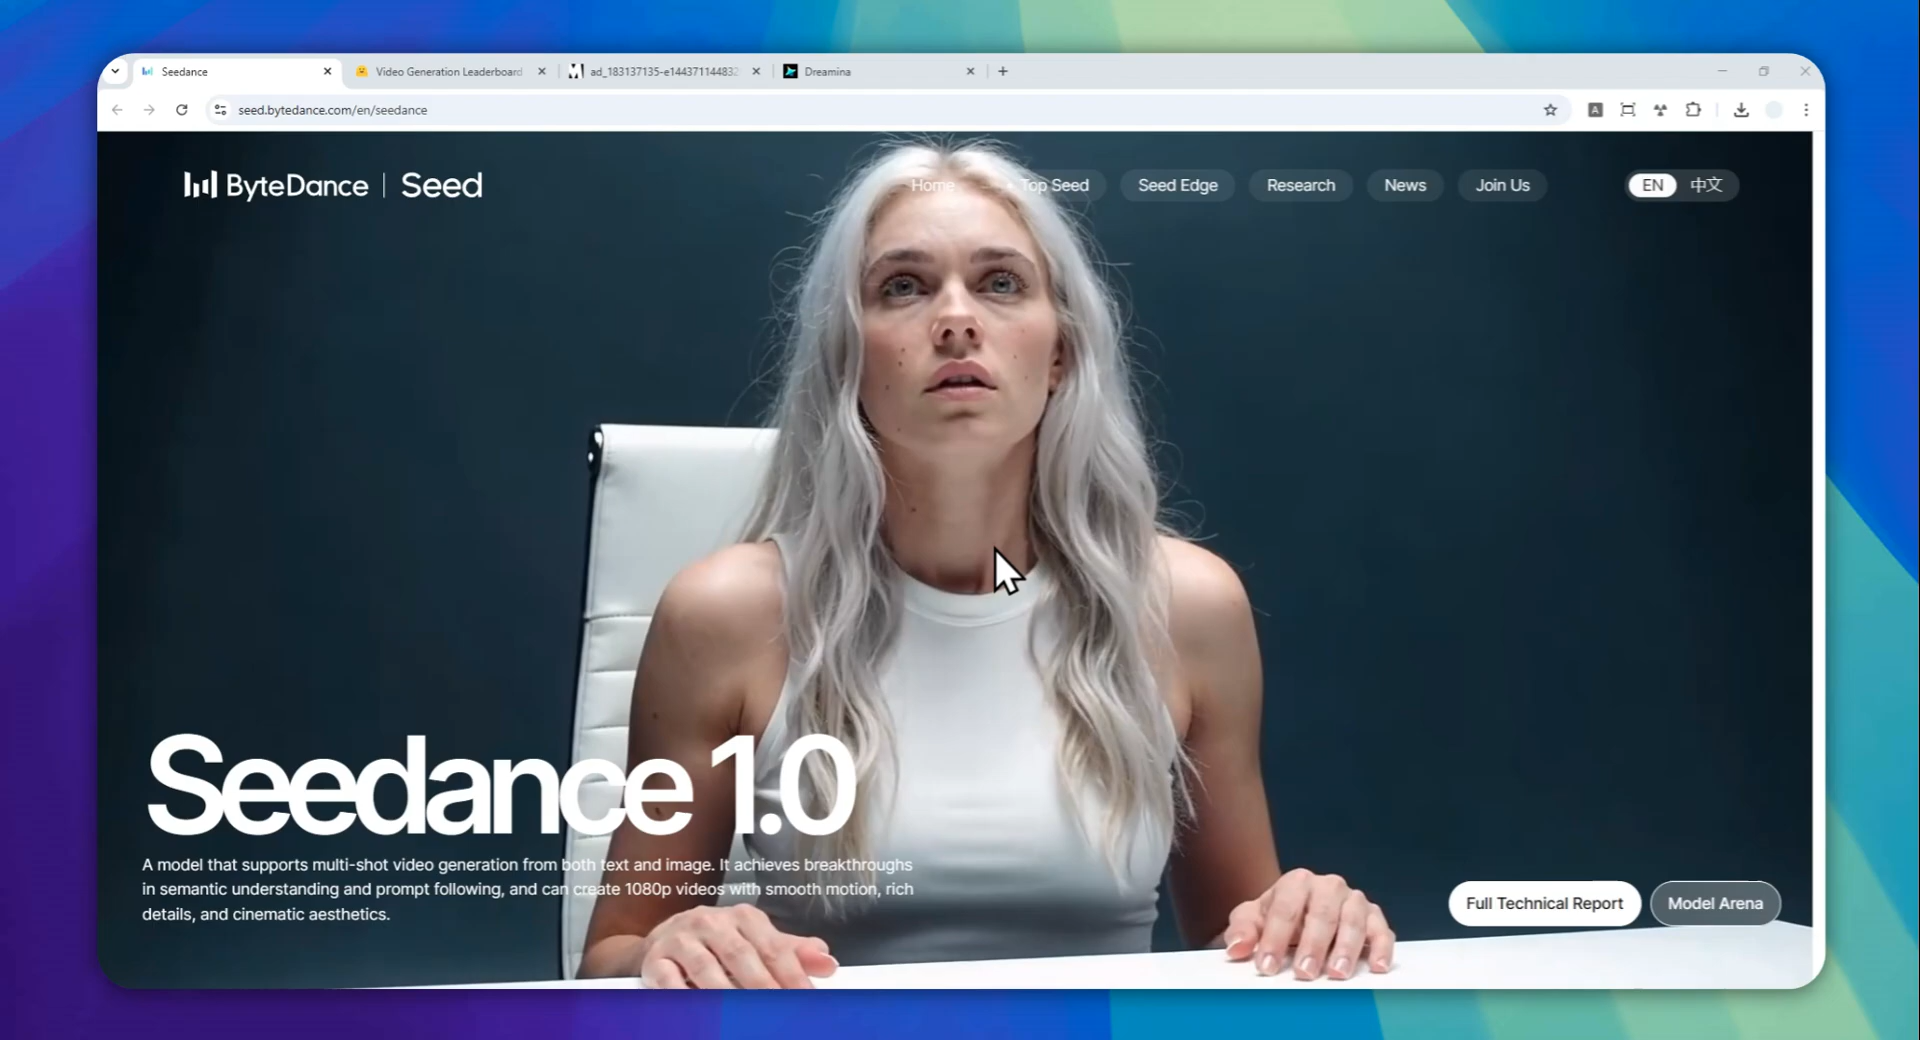 Seedance
Video Generation Leaderboard
ad_183137135-e144371144832
Dreamina
seed.bytedance.com/en/seedance
A
ByteDance | Seed
Home
Top Seed
Seed Edge
Research
News
Join Us
EN
中文
Seedance 1.0
A model that supports multi-shot video generation from both text and image. It achieves breakthroughs
in semantic understanding and prompt following, and can create 1080p videos with smooth motion, rich
details, and cinematic aesthetics.
Full Technical Report
Model Arena